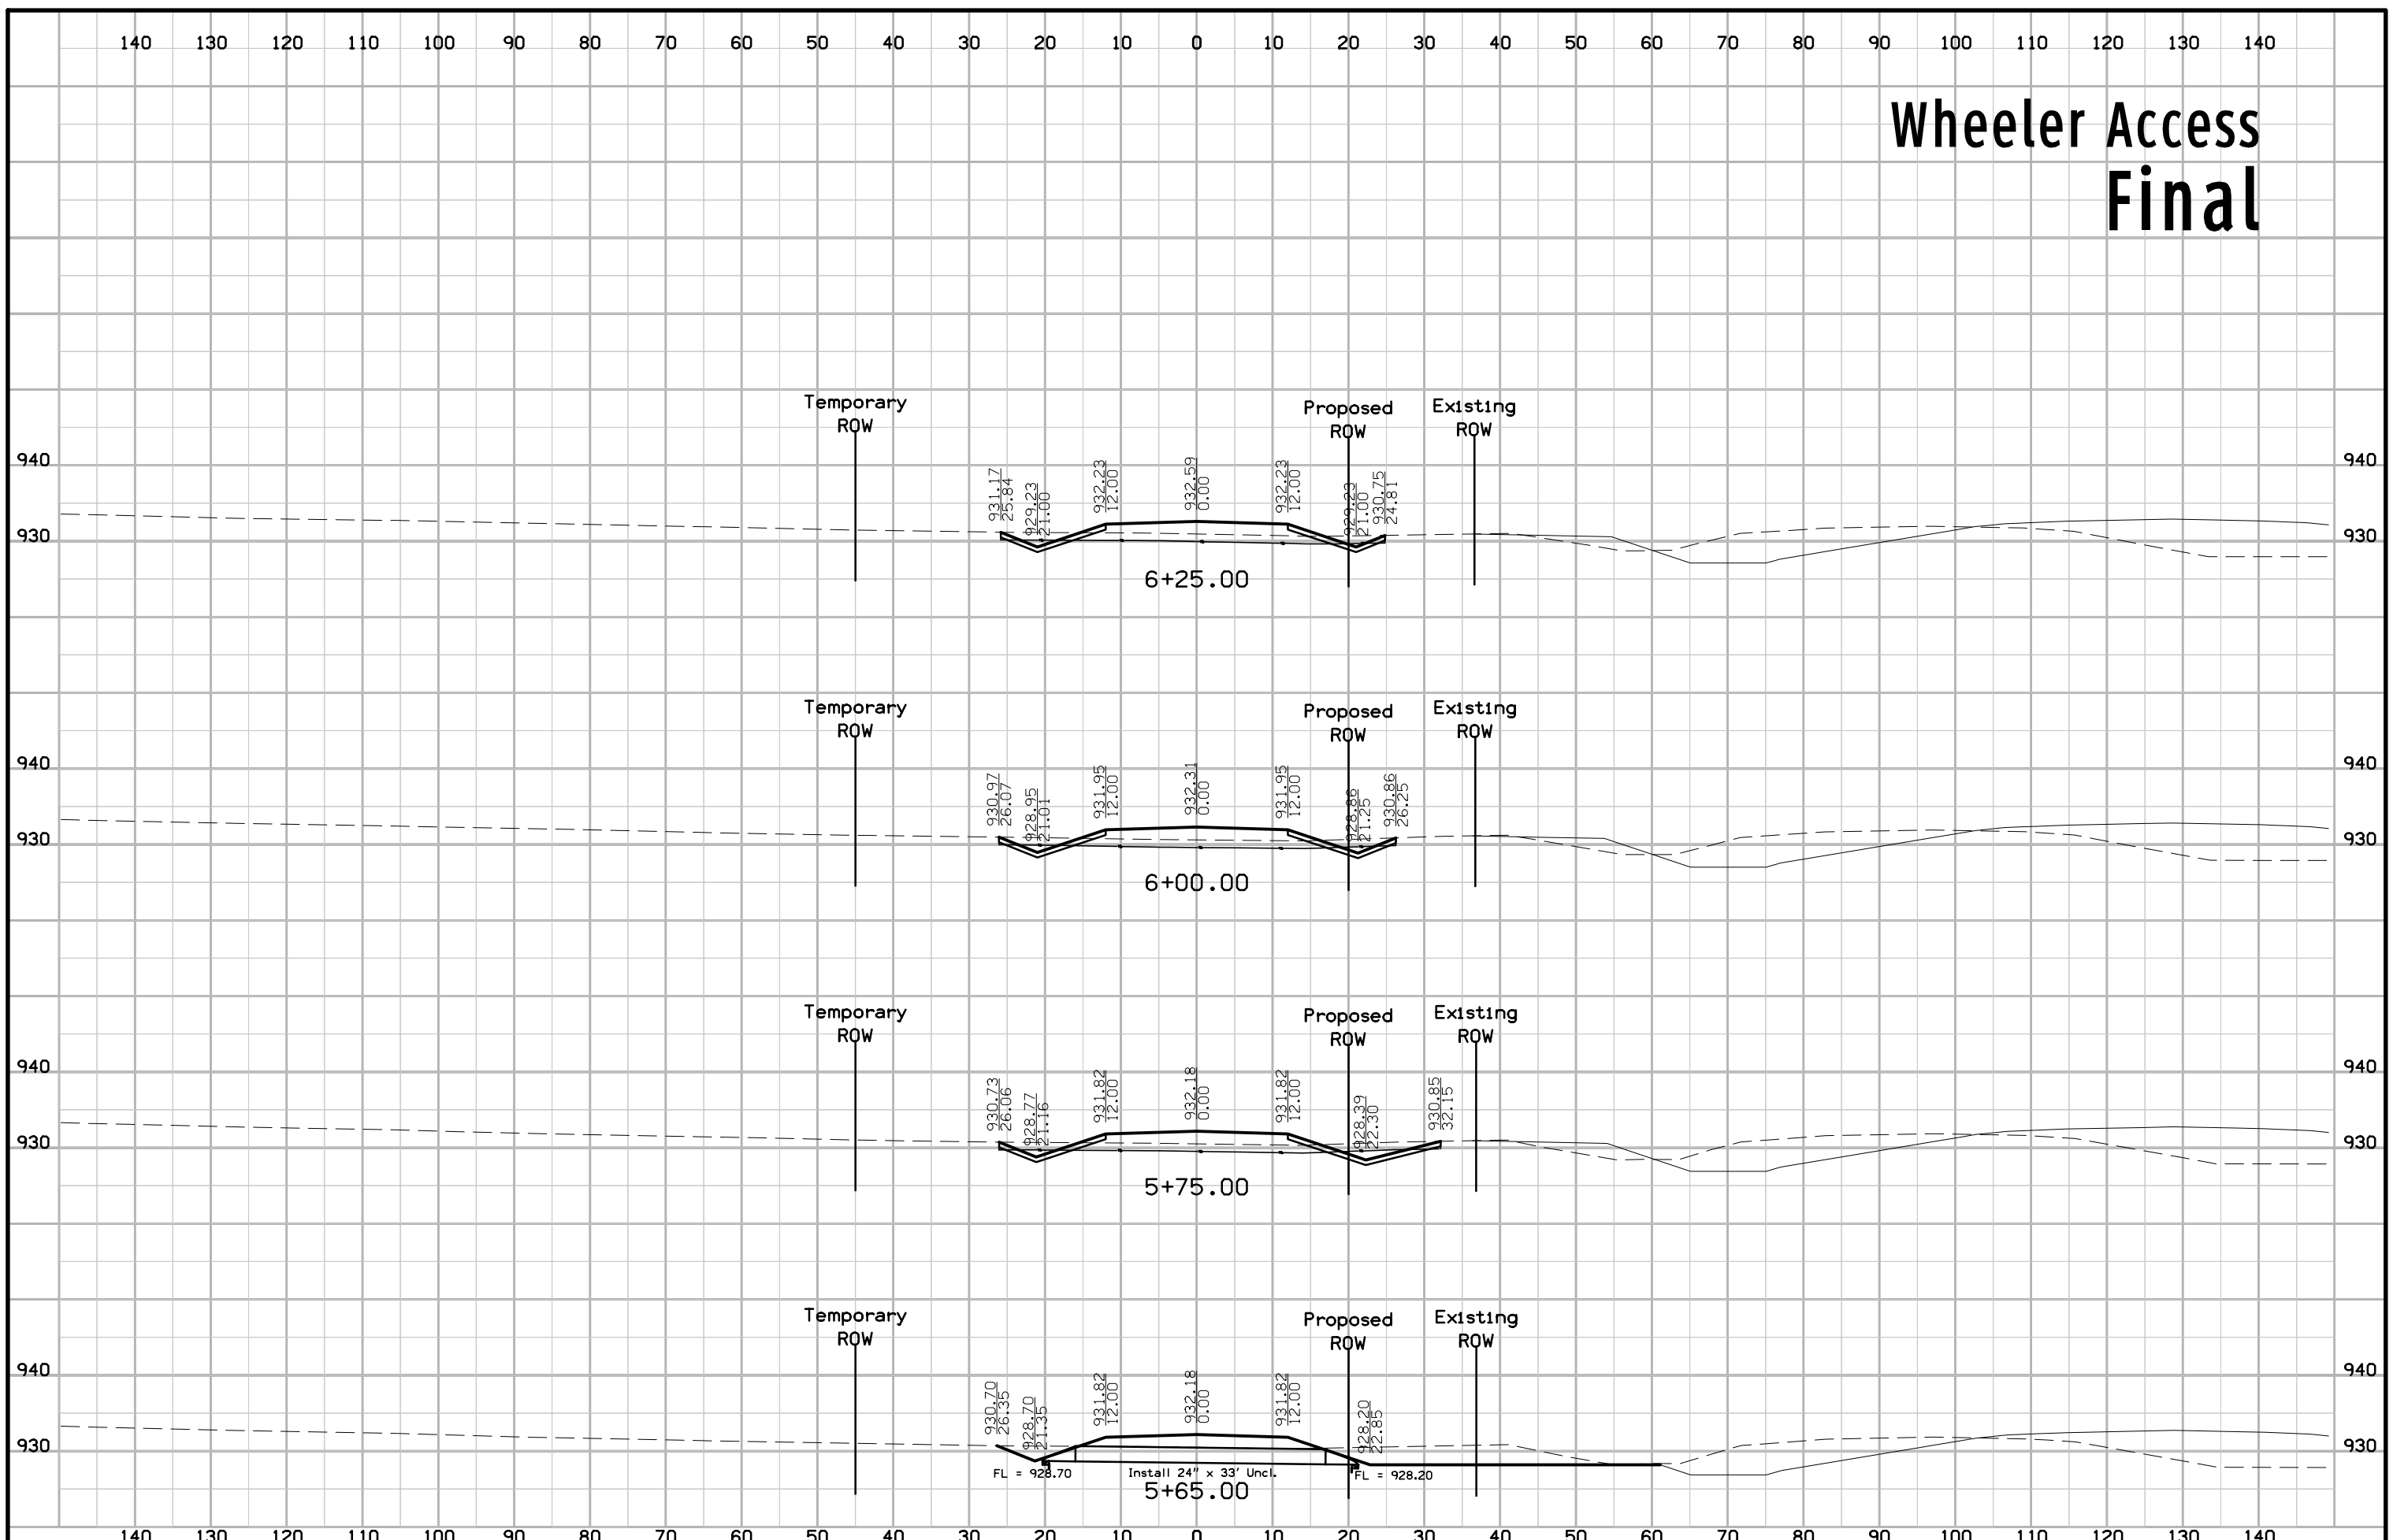 140 130 120 110 100 90 80 70 60 50 40 30 20 10 0 10 20 30 40 50 60 70 80 90 100 110 120 130 140
Wheeler Access
Final
Temporary ROW
Proposed ROW
Existing ROW
940 940
931.17 25.84
929.23 21.00
932.23 12.00
932.59 0.00
932.23 12.00
929.23 21.00
930.75 24.81
930 930
6+25.00
Temporary ROW
Proposed ROW
Existing ROW
940 940
930.97 26.07
928.95 21.01
931.95 12.00
932.31 0.00
931.95 12.00
928.86 21.25
930.86 26.25
930 930
6+00.00
Temporary ROW
Proposed ROW
Existing ROW
940 940
930.73 26.06
928.77 21.16
931.82 12.00
932.18 0.00
931.82 12.00
928.39 22.30
930.85 32.15
930 930
5+75.00
Temporary ROW
Proposed ROW
Existing ROW
940 940
930.70 26.35
928.70 21.35
931.82 12.00
932.18 0.00
931.82 12.00
928.20 22.85
930 930
FL = 928.70
Install 24" x 33' Uncl.
FL = 928.20
5+65.00
140 130 120 110 100 90 80 70 60 50 40 30 20 10 0 10 20 30 40 50 60 70 80 90 100 110 120 130 140